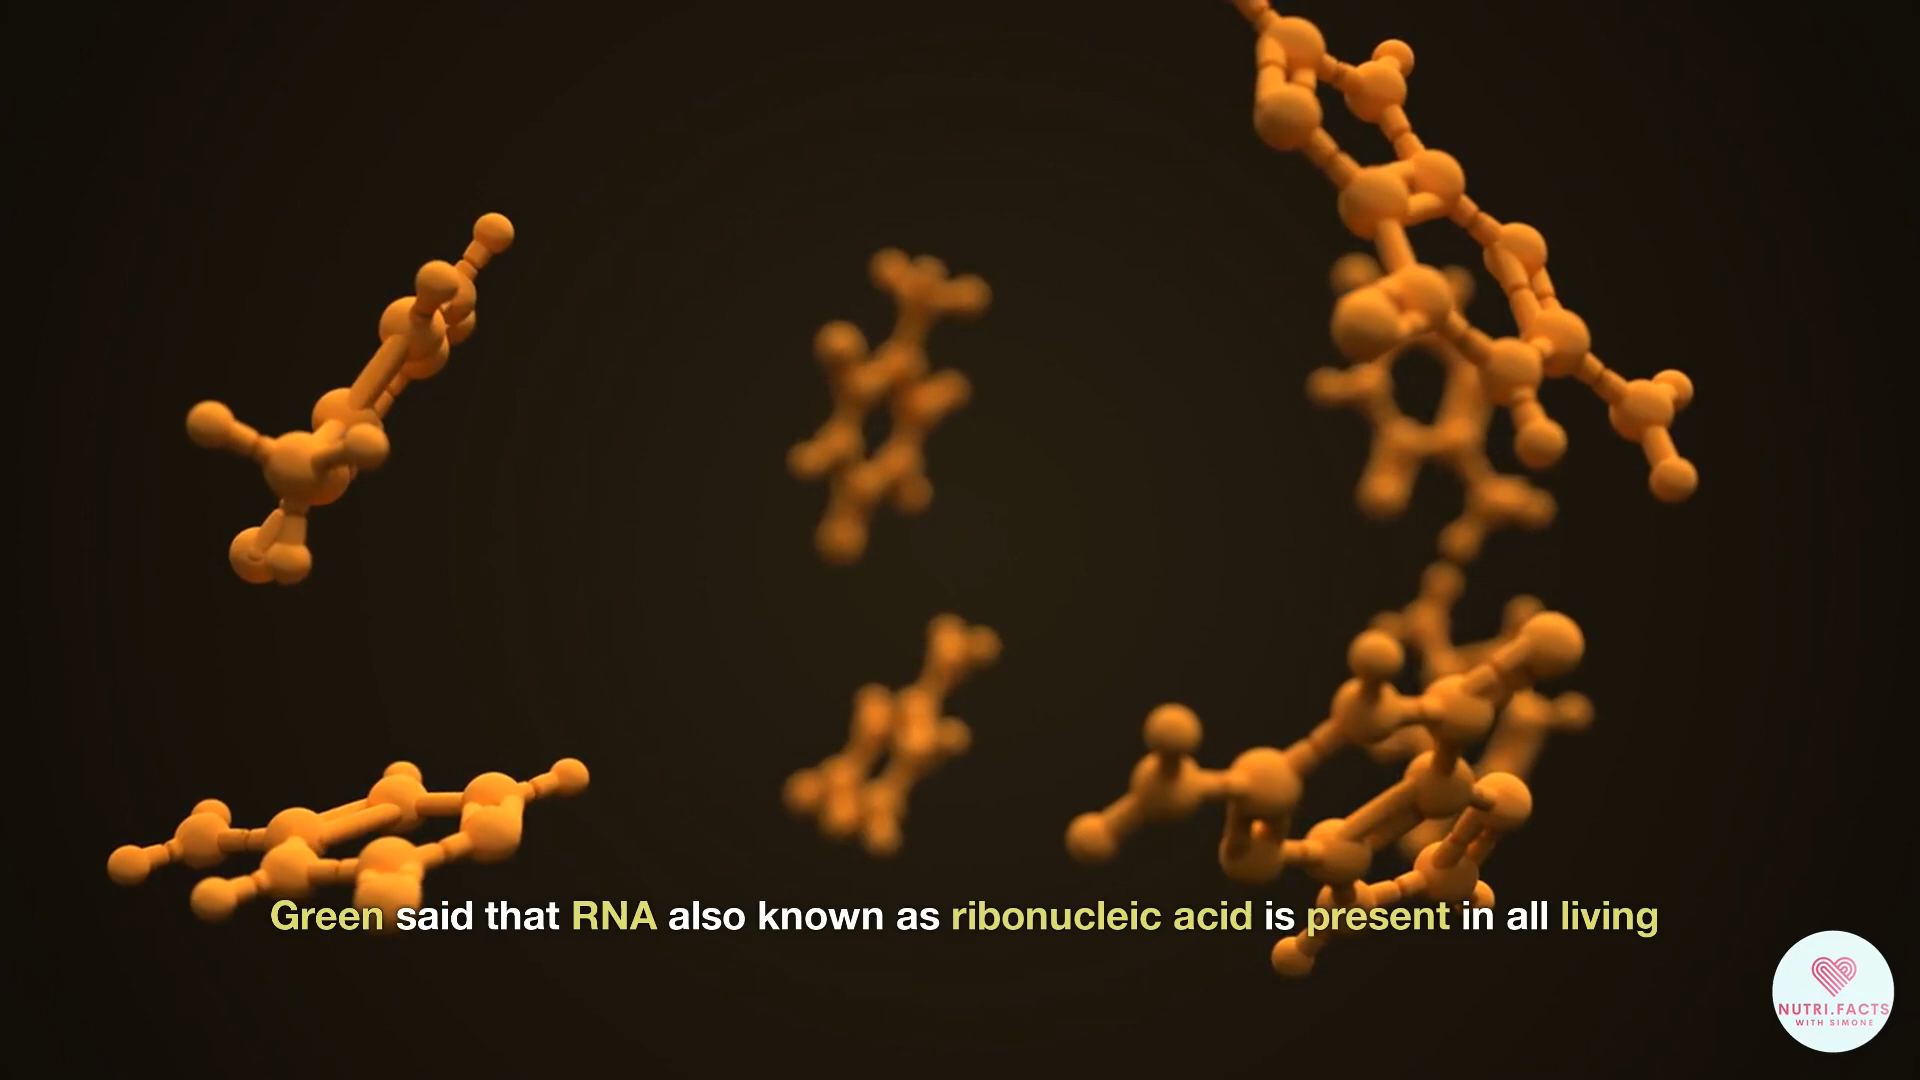 Green said that RNA also known as ribonucleic acid is present in all living
NUTRI.FACTS
WITH SIMONE